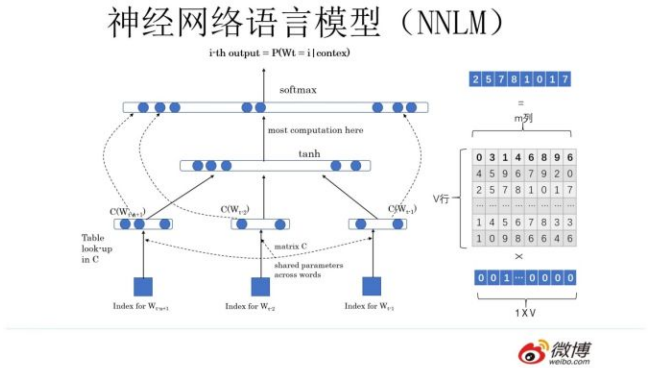 神经网络语言模型（NNLM）
i-th output = P(Wt = i|contex)
softmax
most computation here
tanh
C(Wt-n+1)
C(Wt-2)
C(Wt-1)
Table
look-up
in C
matrix C
shared parameters
across words
Index for Wt-n+1
Index for Wt-2
Index for Wt-1
2 5 7 8 1 0 1 7
=
m列
V行
0 3 1 4 6 8 9 6
4 5 9 6 7 9 2 0
2 5 7 8 1 0 1 7
... ... ... ... ... ... ... ...
1 4 5 6 7 8 3 3
1 0 9 8 6 6 4 6
×
0 0 1 ... 0 0 0 0
1 X V
微博
weibo.com